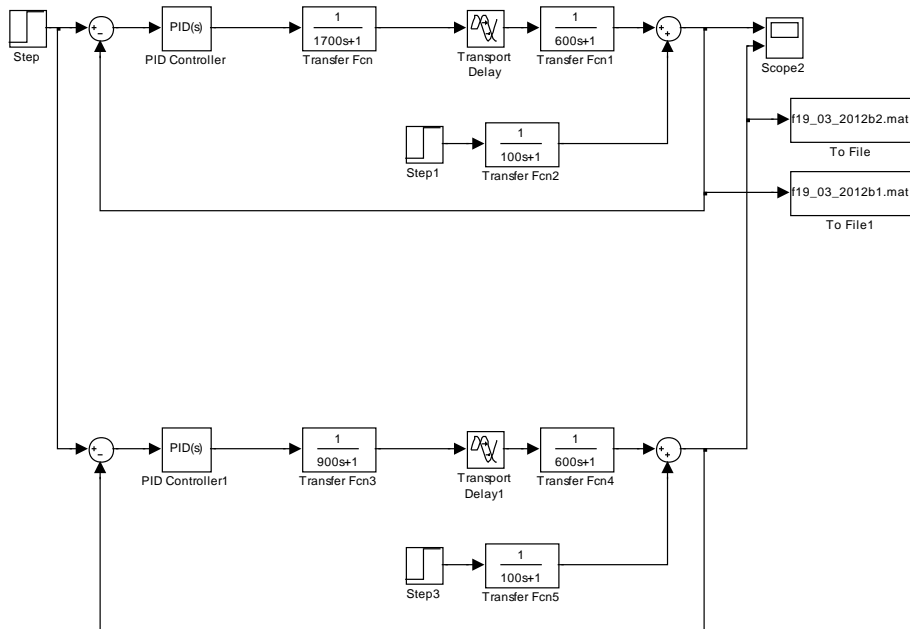 Step
+
−
PID(s)
PID Controller
1
1700s+1
Transfer Fcn
Transport
Delay
1
600s+1
Transfer Fcn1
+
+
Scope2
Step1
1
100s+1
Transfer Fcn2
f19_03_2012b2.mat
To File
f19_03_2012b1.mat
To File1
+
−
PID(s)
PID Controller1
1
900s+1
Transfer Fcn3
Transport
Delay1
1
600s+1
Transfer Fcn4
+
+
Step3
1
100s+1
Transfer Fcn5